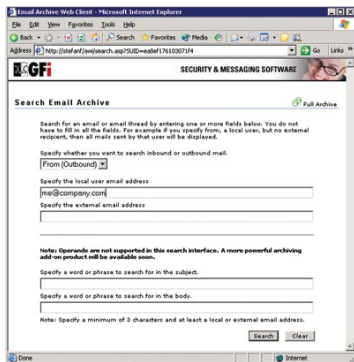 Email Archive Web Client - Microsoft Internet Explorer
File Edit View Favorites Tools Help
Back Search Favorites Media
Address http://stefanf/awi/search.asp?SUID=ea8ef176103071f4 Go Links »
GFi SECURITY & MESSAGING SOFTWARE
Search Email Archive Full Archive
Search for an email or email thread by entering one or more fields below. You do not
have to fill in all the fields. For example if you specify from, a local user, but no external
recipient, then all mails sent by that user will be displayed.
Specify whether you want to search inbound or outbound mail.
From (Outbound)
Specify the local user email address
me@company.com
Specify the external email address
Note: Operands are not supported in this search interface. A more powerful archiving
add-on product will be available soon.
Specify a word or phrase to search for in the subject.
Specify a word or phrase to search for in the body.
Note: Specify a minimum of 3 characters and at least a local or external email address.
Search Clear
Done Internet